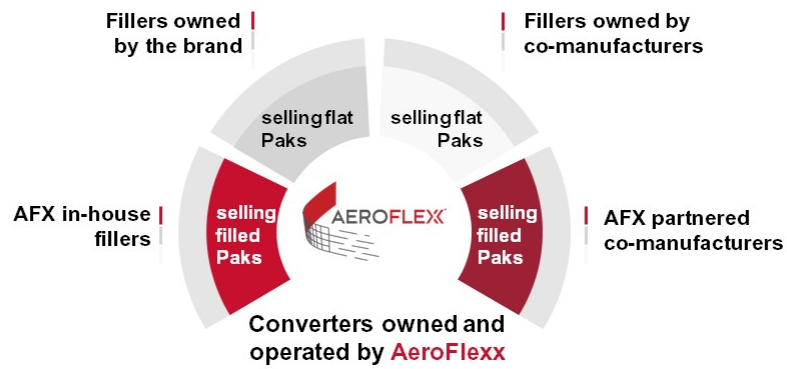 Fillers owned
by the brand
Fillers owned by
co-manufacturers
selling flat
Paks
selling flat
Paks
AFX in-house
fillers
selling
filled
Paks
AEROFLEXX
selling
filled
Paks
AFX partnered
co-manufacturers
Converters owned and
operated by AeroFlexx